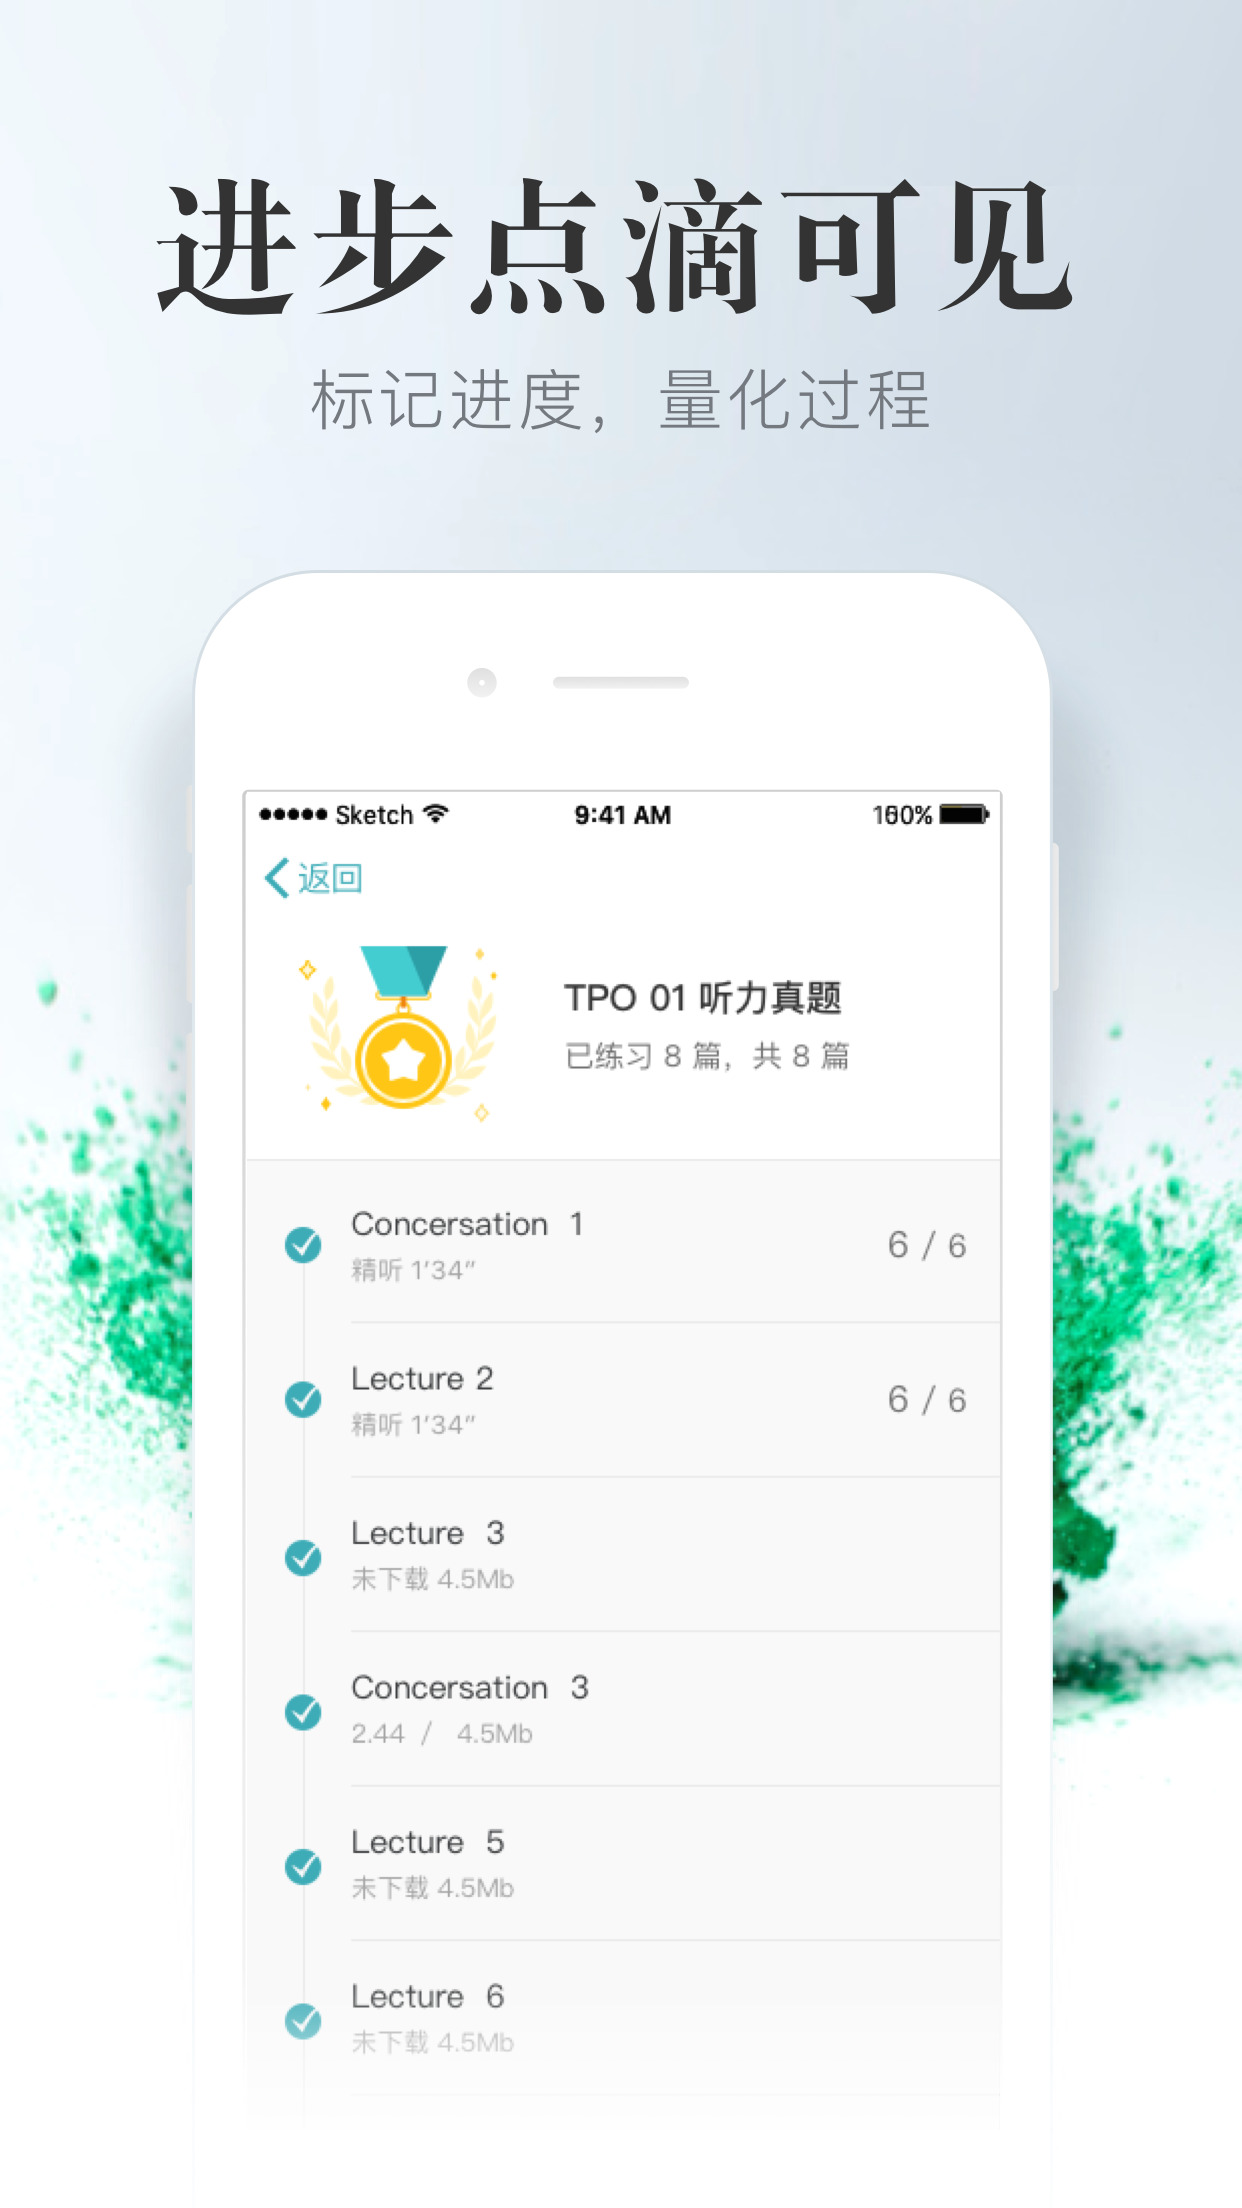 进步点滴可见
标记进度，量化过程
Sketch 9:41 AM 100%
返回
TPO 01 听力真题
已练习 8 篇，共 8 篇
Concersation 1
精听 1'34"
6 / 6
Lecture 2
精听 1'34"
6 / 6
Lecture 3
未下载 4.5Mb
Concersation 3
2.44 / 4.5Mb
Lecture 5
未下载 4.5Mb
Lecture 6
未下载 4.5Mb